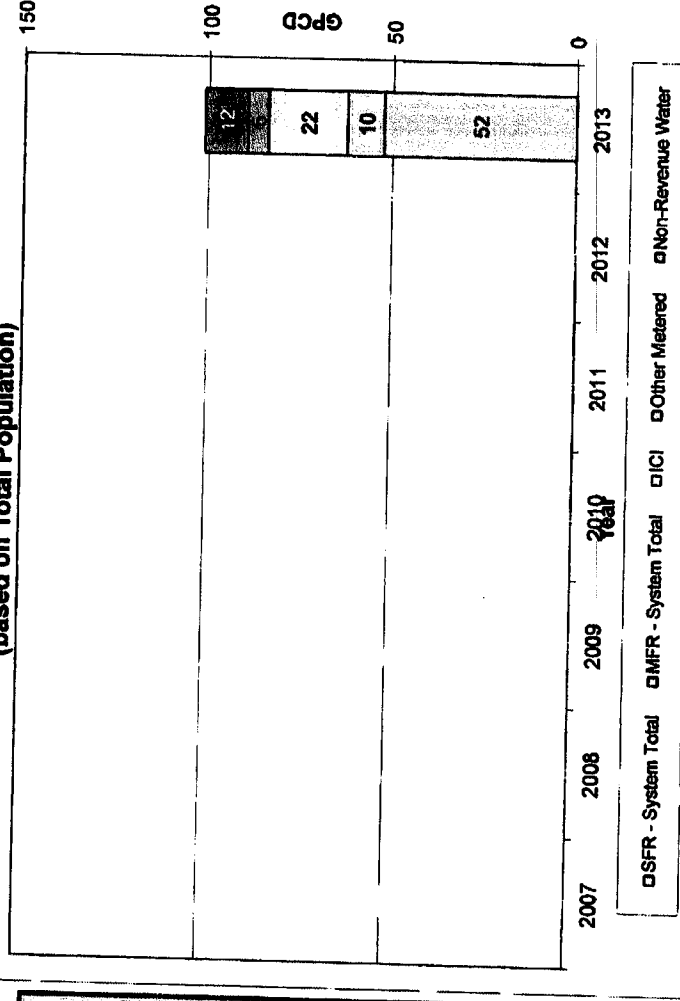 (based on Total Population)
150
100
50
0
GPCD
12
22
10
52
2007
2008
2009
2010
2011
2012
2013
Year
SFR - System Total
MFR - System Total
ICI
Other Metered
Non-Revenue Water